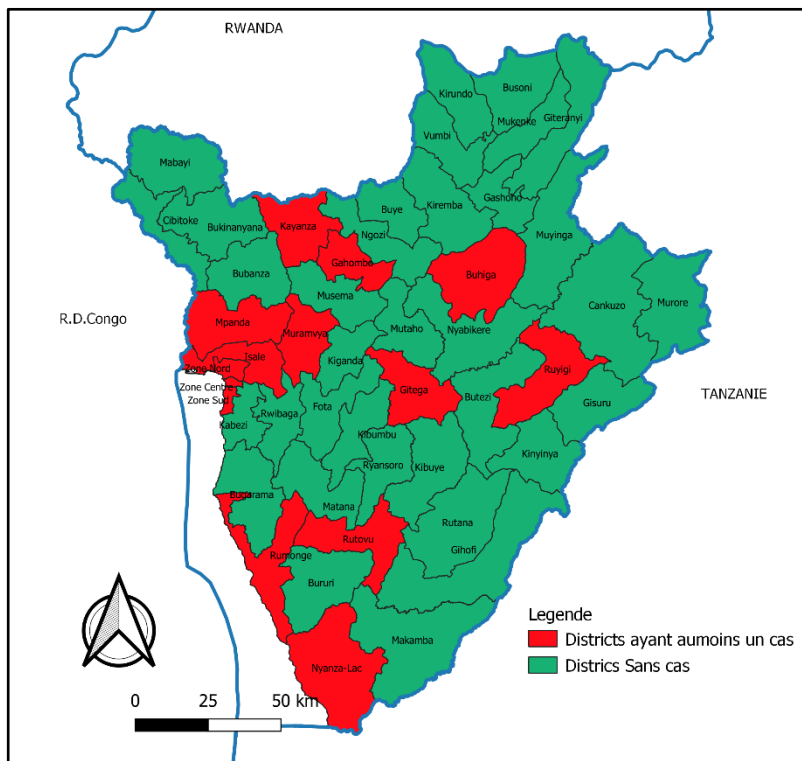 RWANDA
Busoni
Kirundo
Mukenke
Giteranyi
Vumbi
Mabayi
Gashoho
Kiremba
Buye
Cibitoke
Bukinanyana
Kayanza
Ngozi
Muyinga
Gahombo
Bubanza
Buhiga
Musema
Cankuzo
Murore
R.D.Congo
Mpanda
Muramvya
Mutaho
Nyabikere
Isale
Kiganda
Zone Nord
Ruyigi
Zone Centre
Gitega
TANZANIE
Zone Sud
Rwibaga
Fota
Butezi
Gisuru
Kabezi
Kibumbu
Kinyinya
Ryansoro
Kibuye
Bugarama
Matana
Rutana
Rutovu
Gihofi
Rumonge
Bururi
Legende
Districts ayant aumoins un cas
Makamba
Nyanza-Lac
Districs Sans cas
0 25 50 km